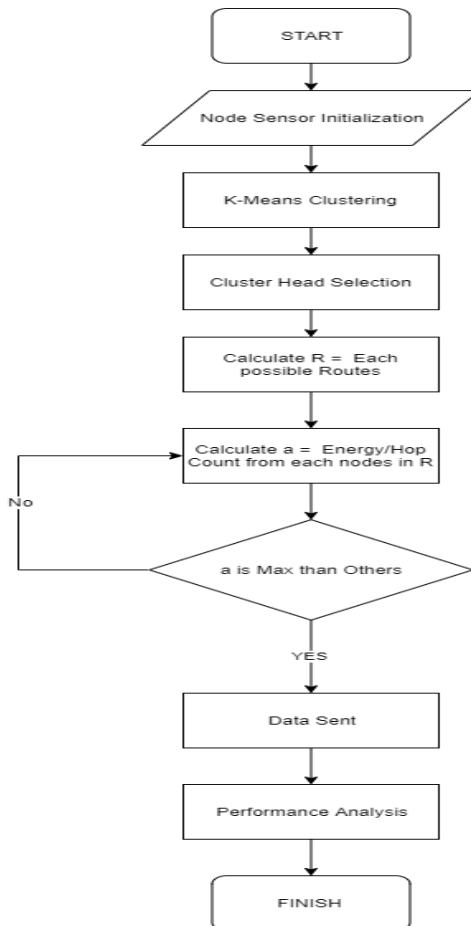 START
Node Sensor Initialization
K-Means Clustering
Cluster Head Selection
Calculate R = Each
possible Routes
Calculate a = Energy/Hop
Count from each nodes in R
No
a is Max than Others
YES
Data Sent
Performance Analysis
FINISH